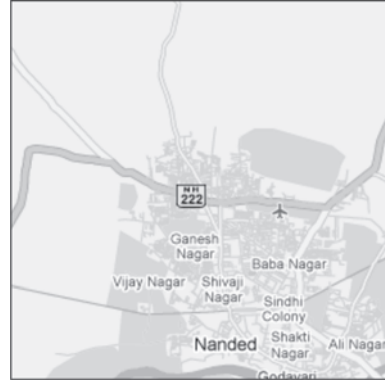 NH
222
Ganesh
Nagar
Baba Nagar
Vijay Nagar
Shivaji
Nagar
Sindhi
Colony
Nanded
Shakti
Nagar
Ali Nagar
Godavari